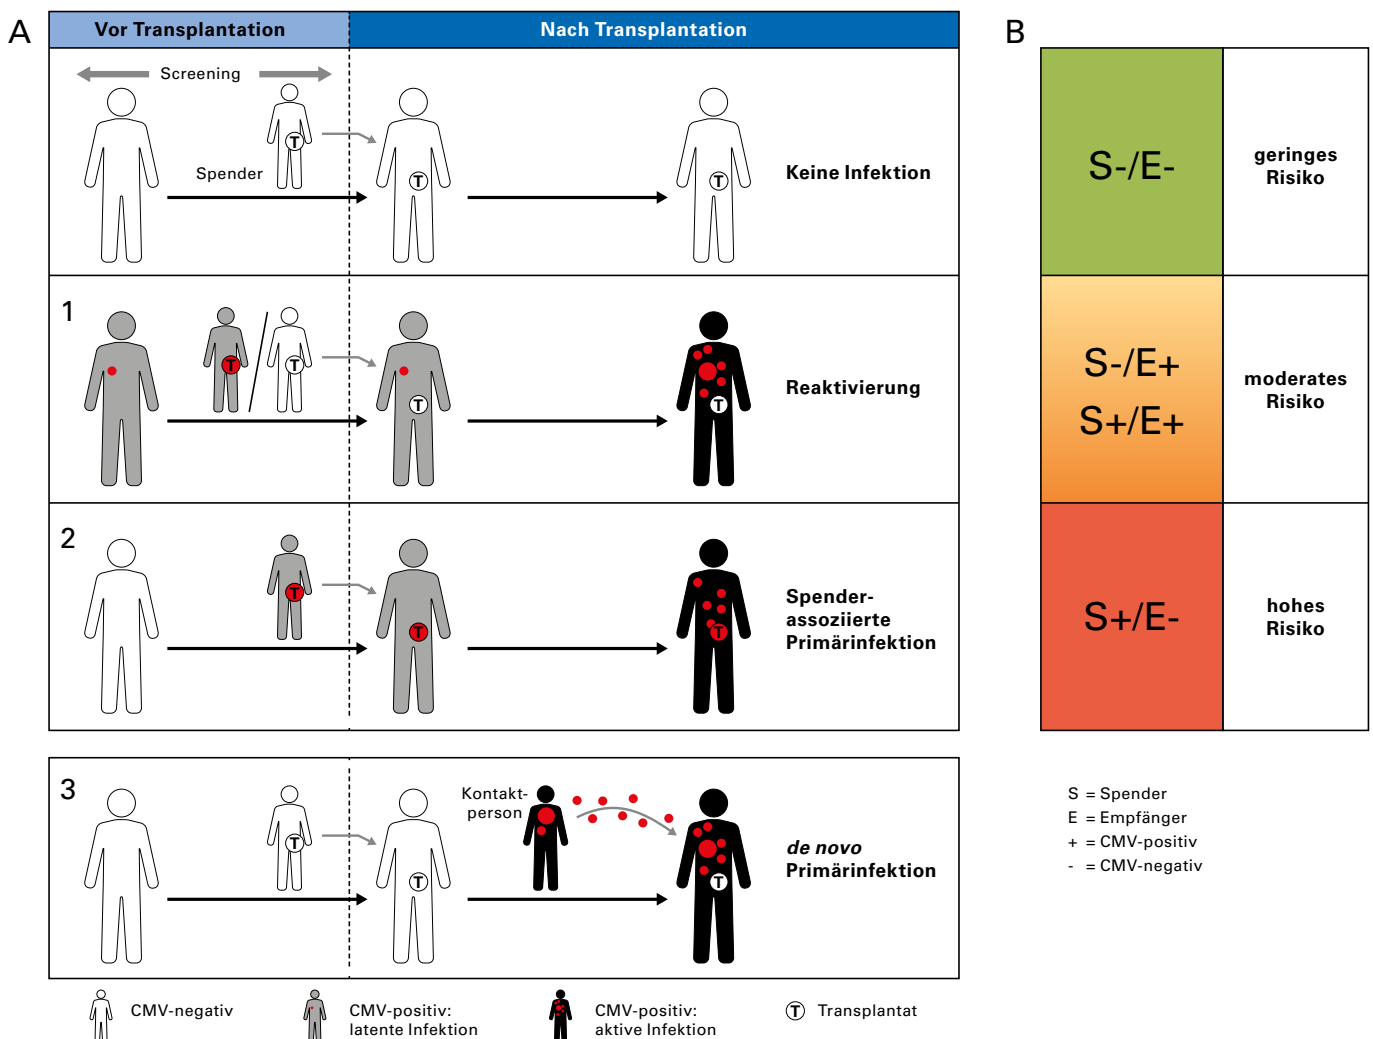 A
Vor Transplantation
Nach Transplantation
Screening
T
Spender
T
T
Keine Infektion
1
T
T
T
T
Reaktivierung
2
T
T
T
Spender-
assoziierte
Primärinfektion
3
T
T
Kontakt-
person
T
de novo
Primärinfektion
CMV-negativ
CMV-positiv:
latente Infektion
CMV-positiv:
aktive Infektion
T Transplantat
B
S-/E-
geringes
Risiko
S-/E+
S+/E+
moderates
Risiko
S+/E-
hohes
Risiko
S = Spender
E = Empfänger
+ = CMV-positiv
- = CMV-negativ